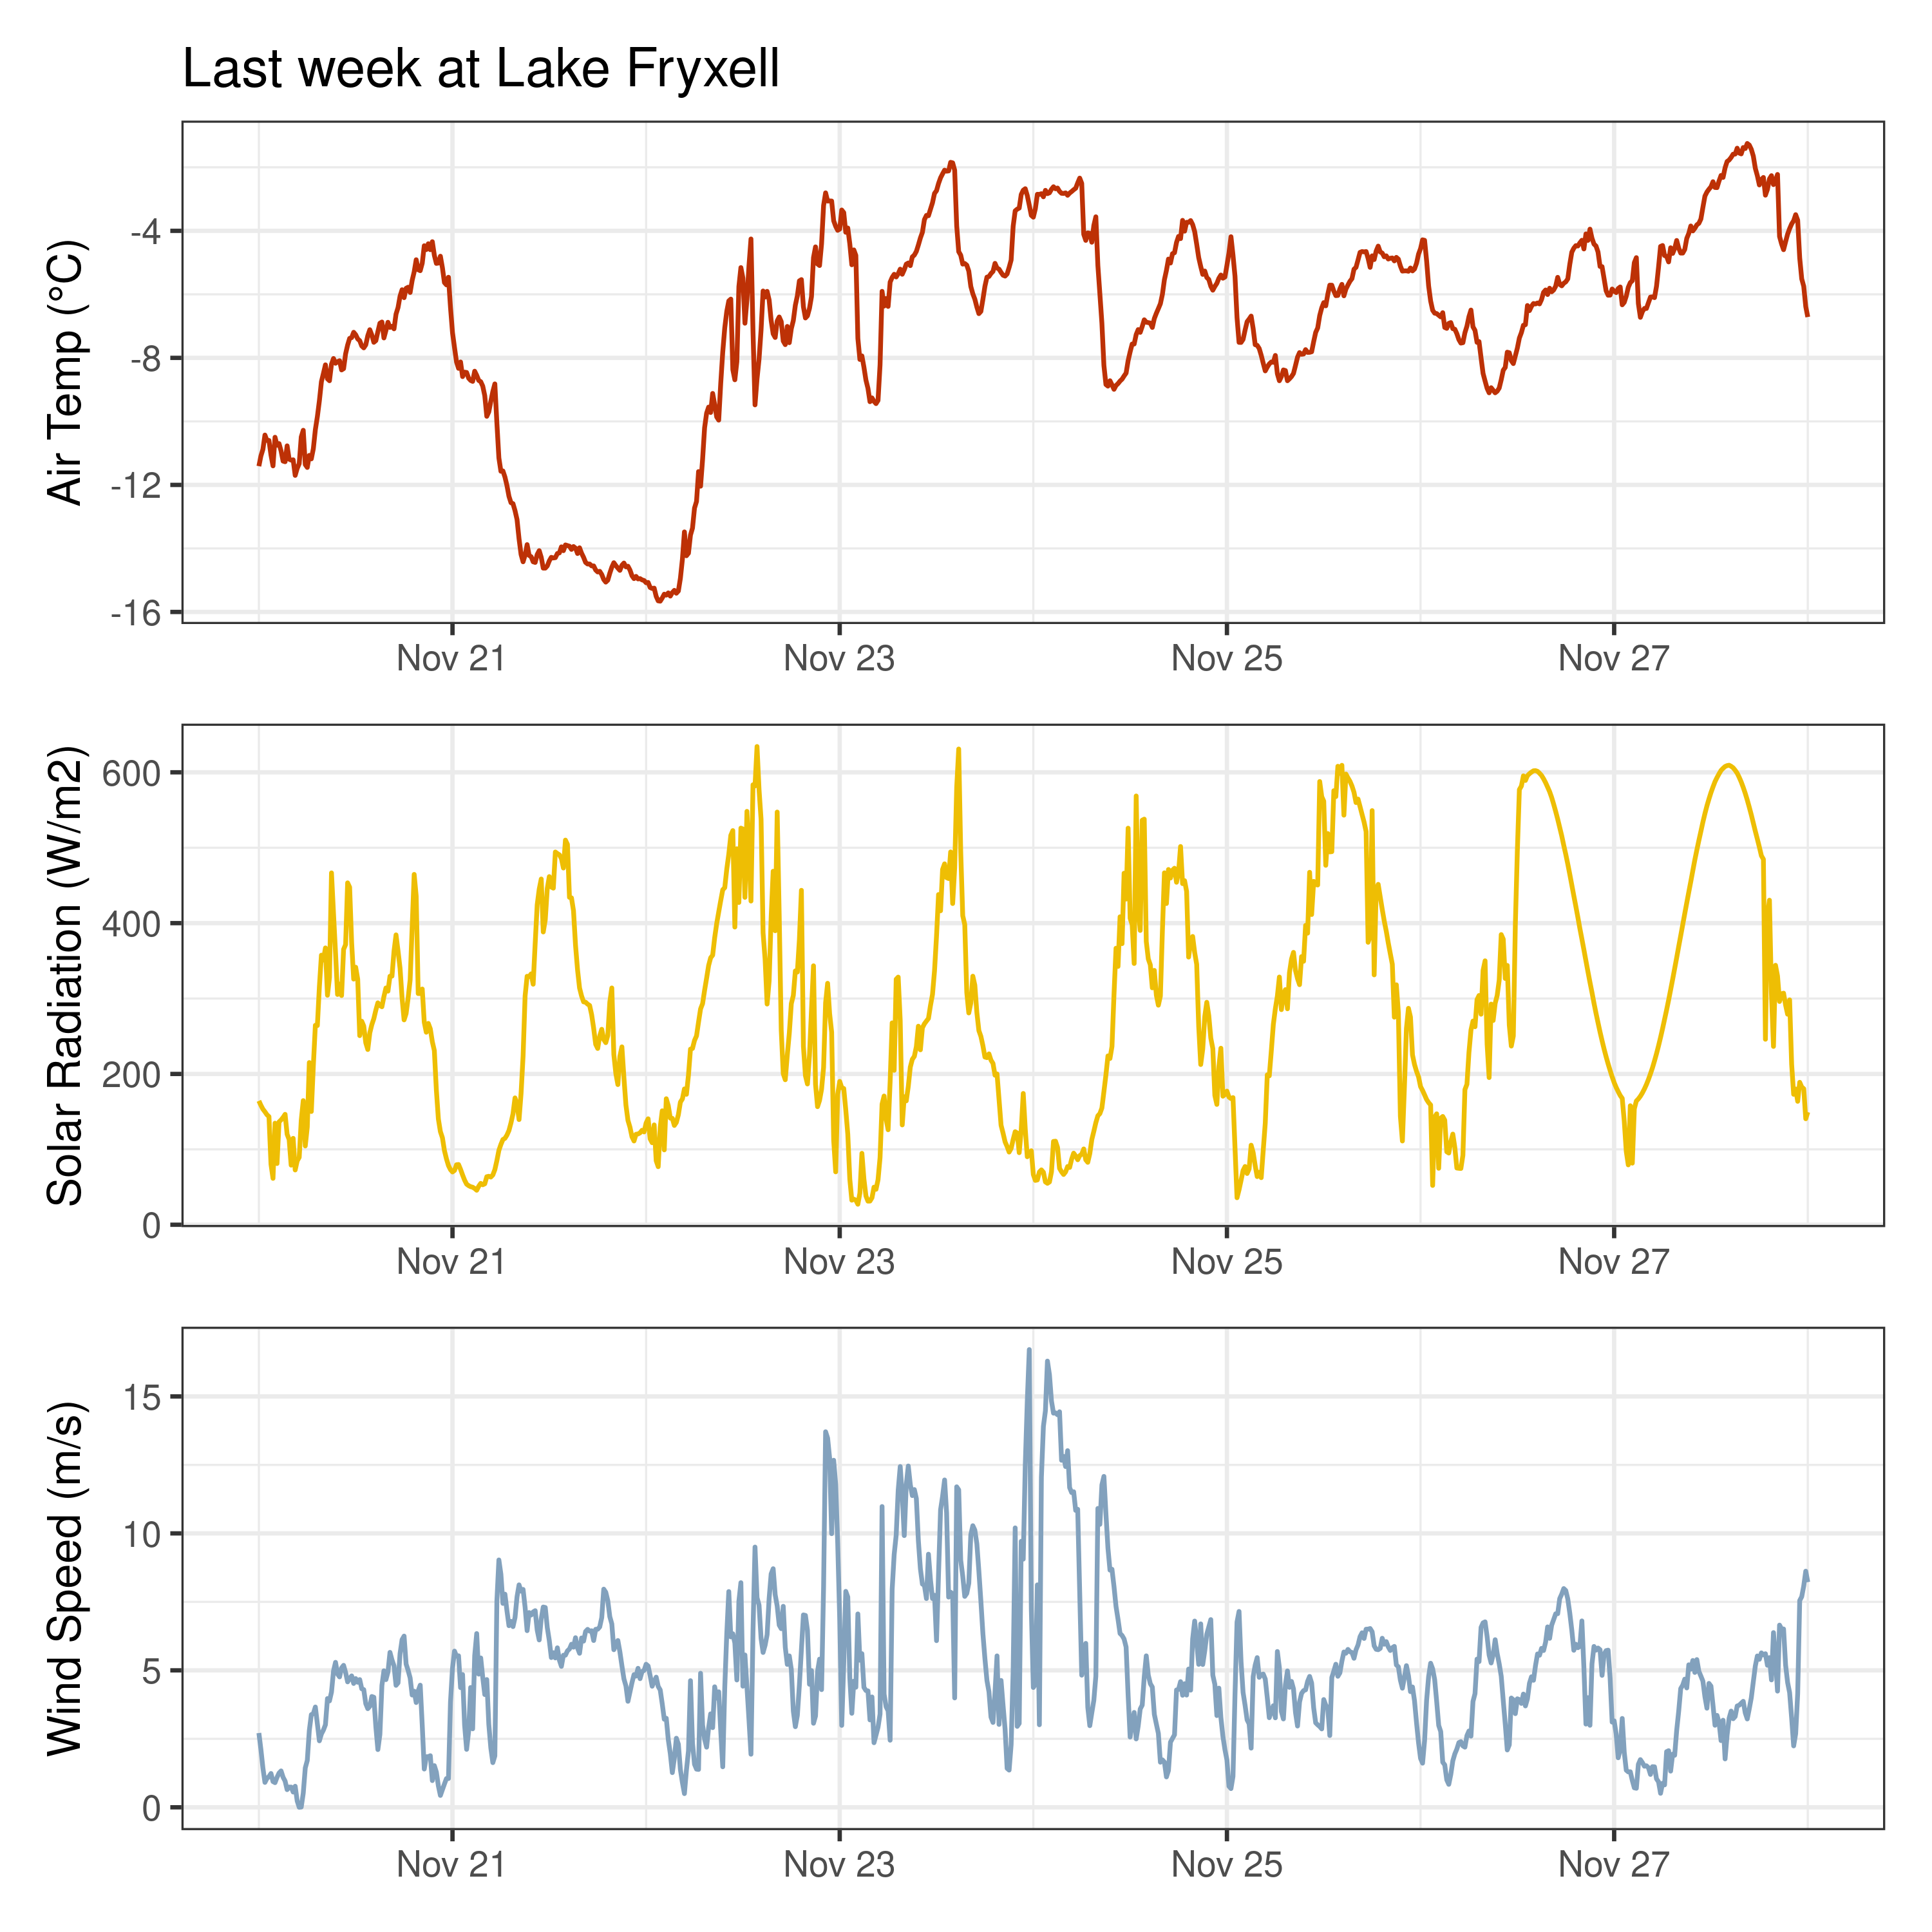 Last week at Lake Fryxell
Air Temp (°C)
-4
-8
-12
-16
Nov 21 Nov 23 Nov 25 Nov 27
Solar Radiation (W/m2)
600
400
200
0
Nov 21 Nov 23 Nov 25 Nov 27
Wind Speed (m/s)
15
10
5
0
Nov 21 Nov 23 Nov 25 Nov 27